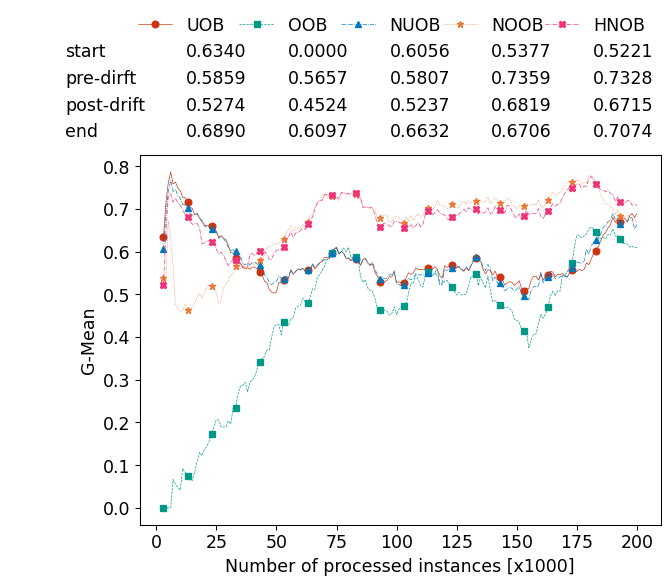 UOB OOB NUOB NOOB HNOB
start 0.6340 0.0000 0.6056 0.5377 0.5221
pre-dirft 0.5859 0.5657 0.5807 0.7359 0.7328
post-drift 0.5274 0.4524 0.5237 0.6819 0.6715
end 0.6890 0.6097 0.6632 0.6706 0.7074
0.8
0.7
0.6
0.5
0.4
0.3
0.2
0.1
0.0
G-Mean
0 25 50 75 100 125 150 175 200
Number of processed instances [x1000]